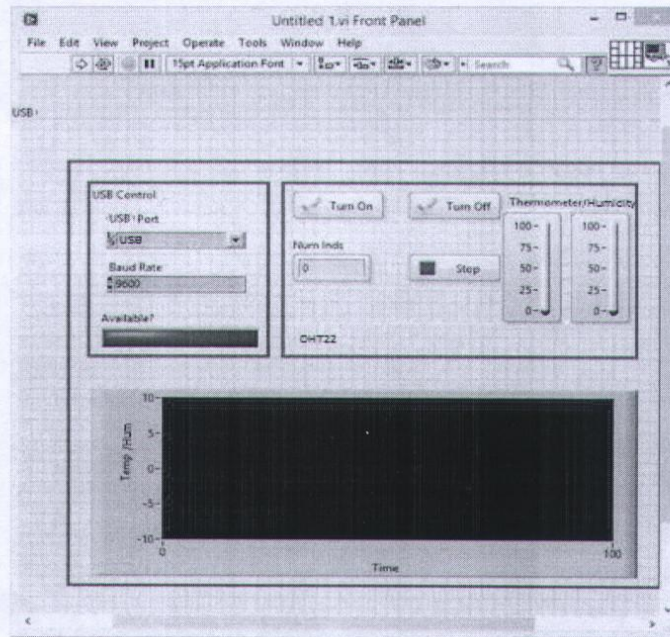 Untitled 1.vi Front Panel
File Edit View Project Operate Tools Window Help
15pt Application Font Search
USB
USB Control
USB Port
USB
Baud Rate
9600
Available?
Turn On
Turn Off
Thermometer/Humidity
Num Inds
0
Stop
100
75
50
25
0
100
75
50
25
0
DHT22
Temp /Hum
10
5
0
-5
-10
0
100
Time